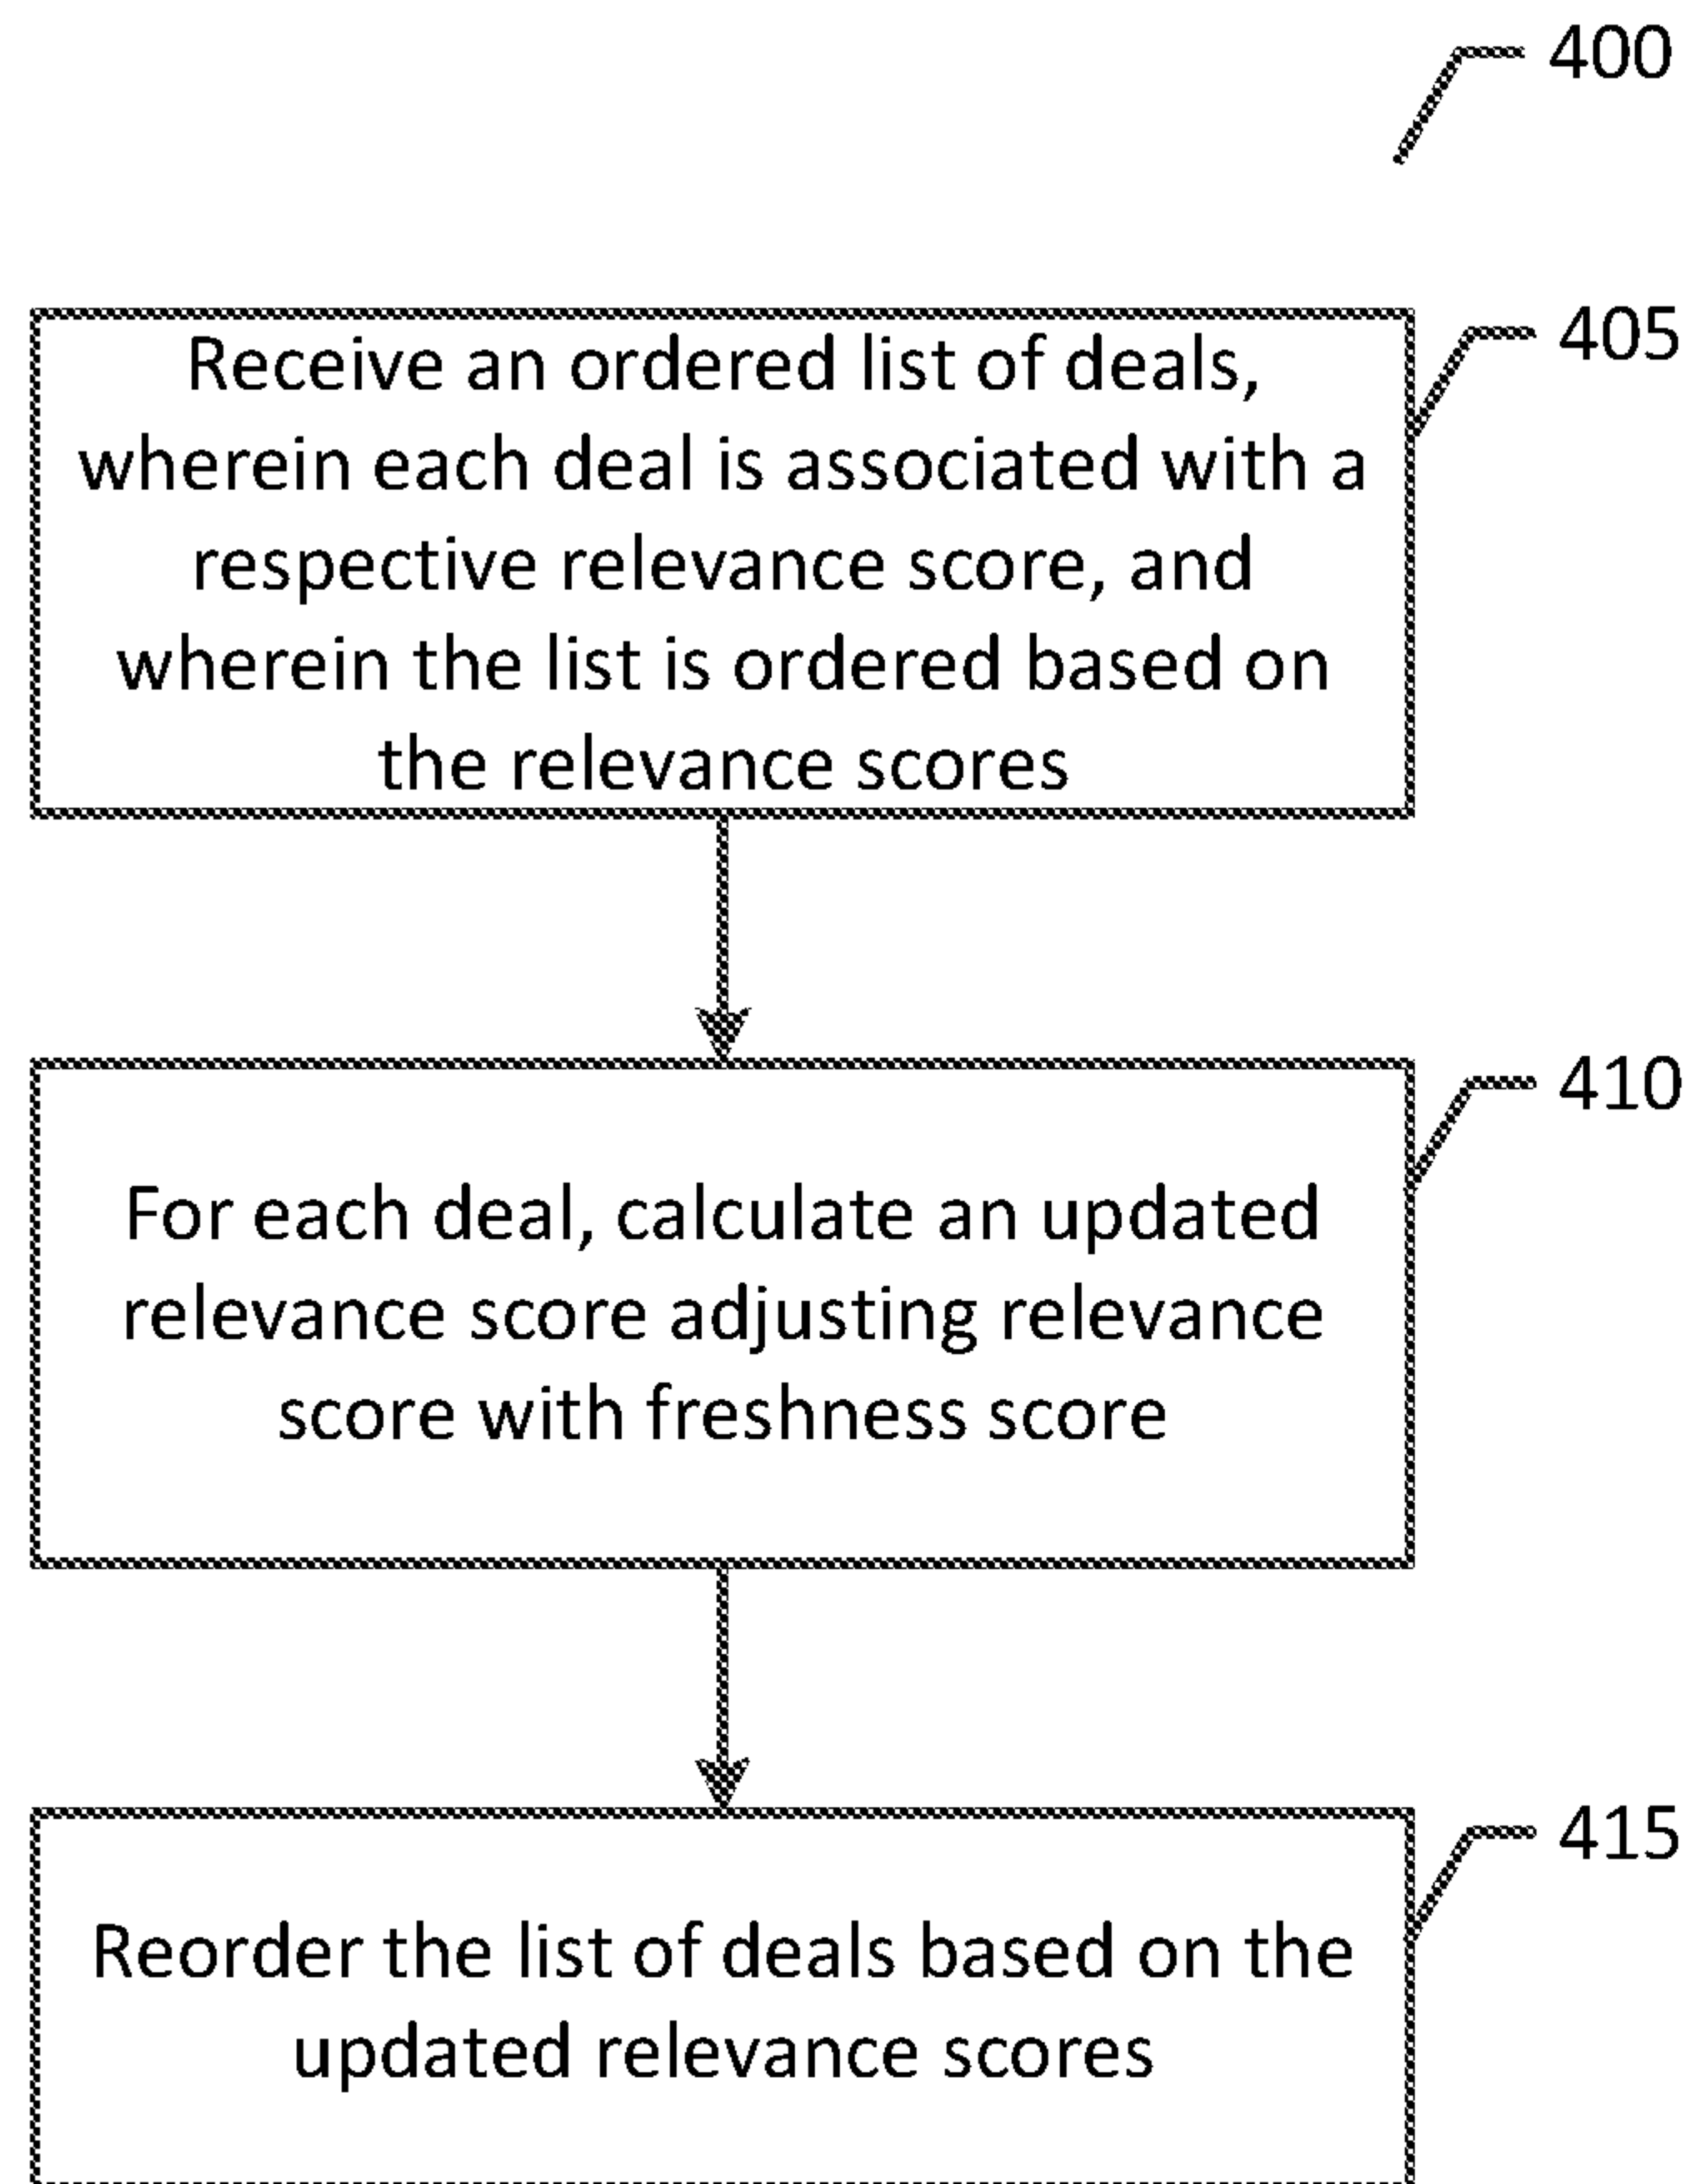 400
405
Receive an ordered list of deals,
wherein each deal is associated with a
respective relevance score, and
wherein the list is ordered based on
the relevance scores
410
For each deal, calculate an updated
relevance score adjusting relevance
score with freshness score
415
Reorder the list of deals based on the
updated relevance scores